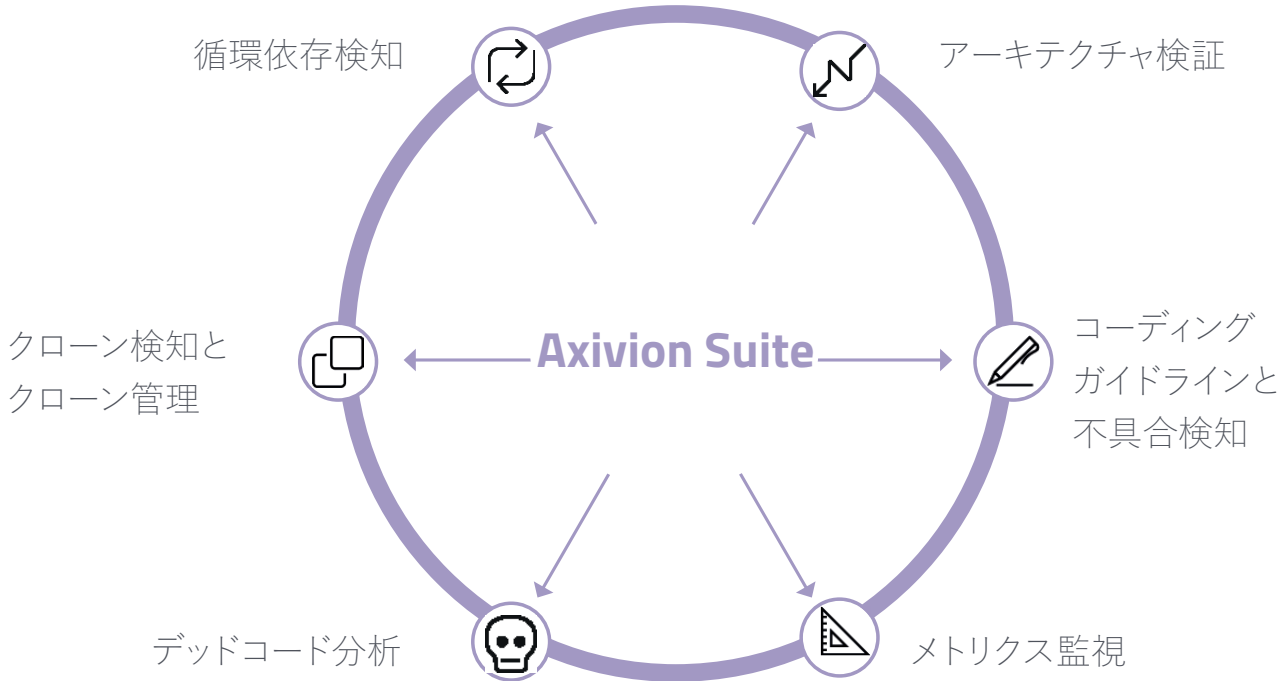 循環依存検知
アーキテクチャ検証
クローン検知と
クローン管理
Axivion Suite
コーディング
ガイドラインと
不具合検知
デッドコード分析
メトリクス監視